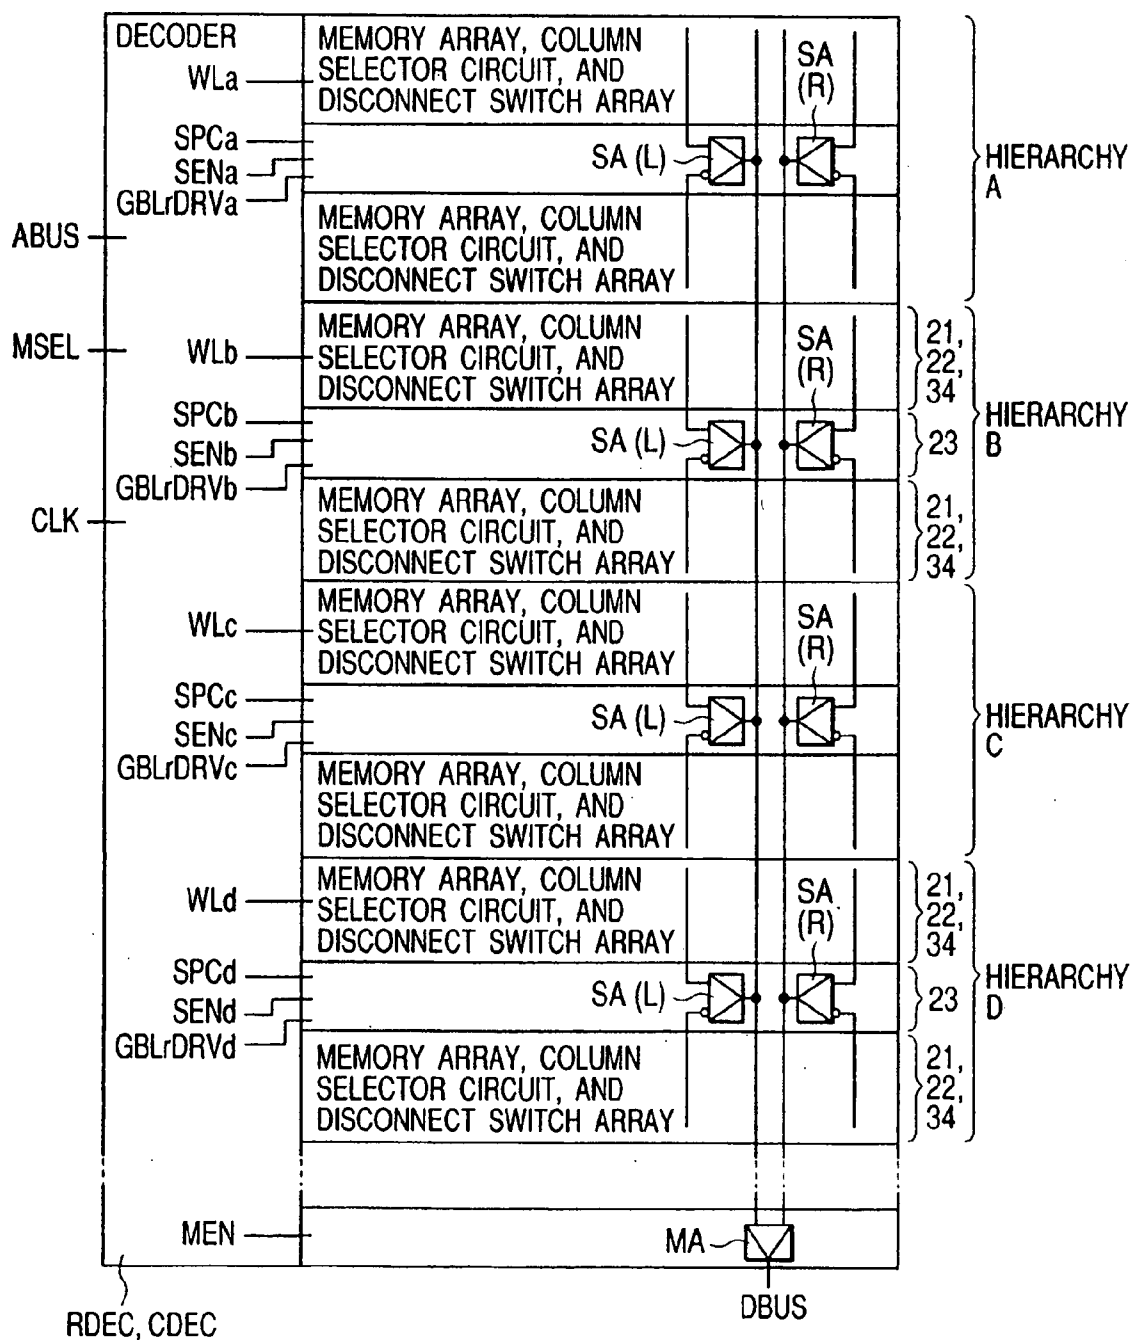 DECODER
MEMORY ARRAY, COLUMN
SELECTOR CIRCUIT, AND
DISCONNECT SWITCH ARRAY
WLa
SA
(R)
SPCa
SENa
GBLrDRVa
SA (L)
HIERARCHY
A
ABUS
MEMORY ARRAY, COLUMN
SELECTOR CIRCUIT, AND
DISCONNECT SWITCH ARRAY
MSEL
WLb
MEMORY ARRAY, COLUMN
SELECTOR CIRCUIT, AND
DISCONNECT SWITCH ARRAY
SA
(R)
21,
22,
34
SPCb
SENb
GBLrDRVb
SA (L)
23
HIERARCHY
B
CLK
MEMORY ARRAY, COLUMN
SELECTOR CIRCUIT, AND
DISCONNECT SWITCH ARRAY
21,
22,
34
WLc
MEMORY ARRAY, COLUMN
SELECTOR CIRCUIT, AND
DISCONNECT SWITCH ARRAY
SA
(R)
SPCc
SENc
GBLrDRVc
SA (L)
HIERARCHY
C
MEMORY ARRAY, COLUMN
SELECTOR CIRCUIT, AND
DISCONNECT SWITCH ARRAY
WLd
MEMORY ARRAY, COLUMN
SELECTOR CIRCUIT, AND
DISCONNECT SWITCH ARRAY
SA
(R)
21,
22,
34
SPCd
SENd
GBLrDRVd
SA (L)
23
HIERARCHY
D
MEMORY ARRAY, COLUMN
SELECTOR CIRCUIT, AND
DISCONNECT SWITCH ARRAY
21,
22,
34
MEN
MA
DBUS
RDEC, CDEC